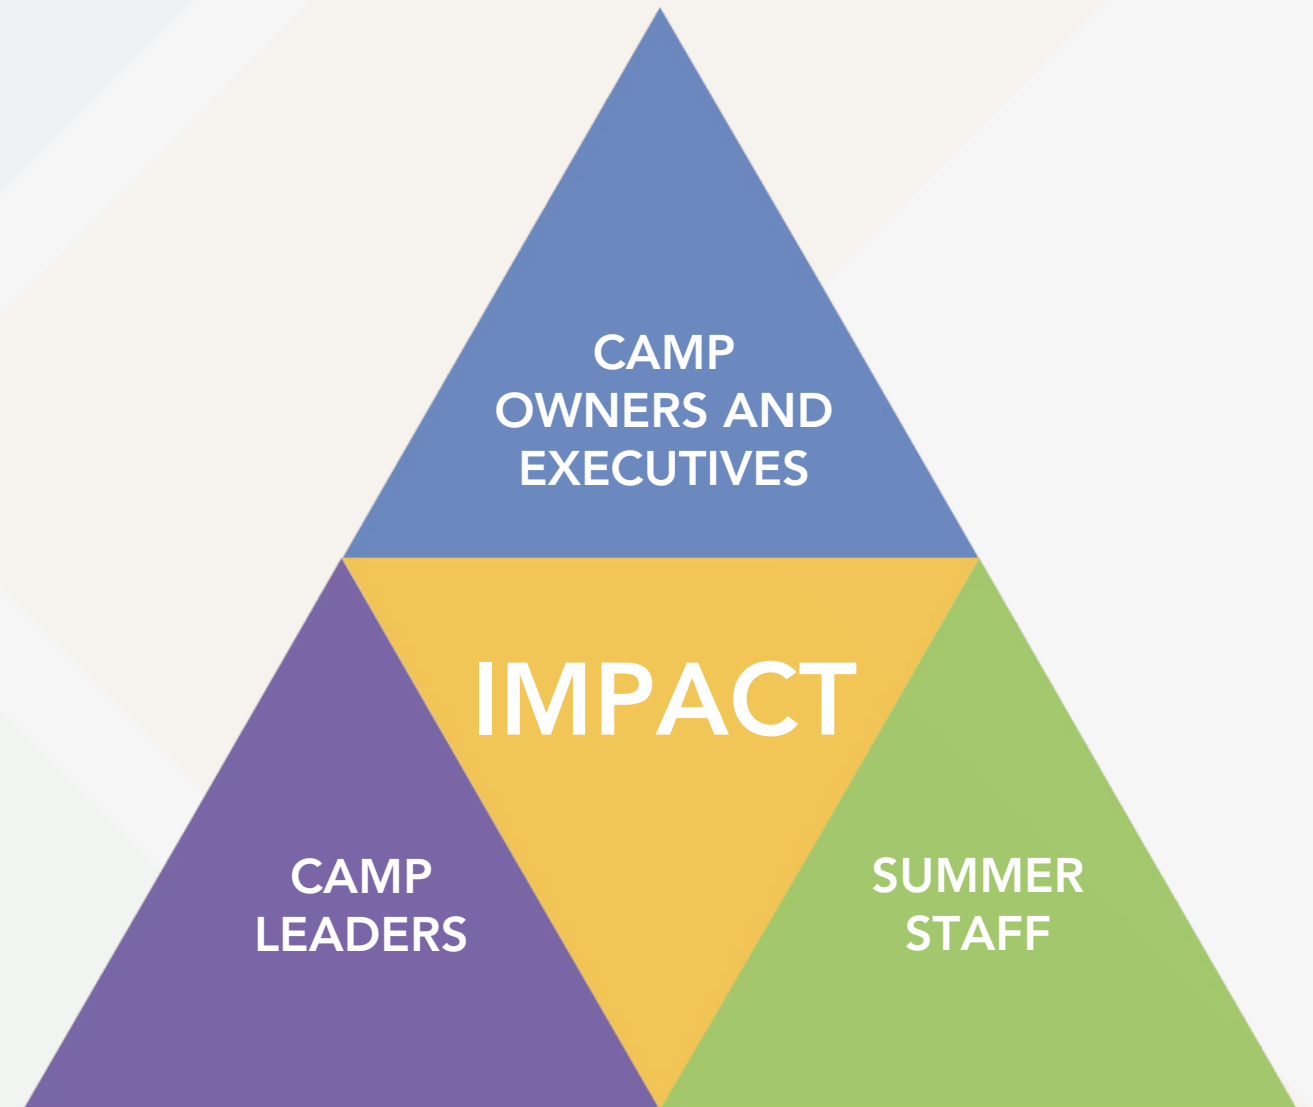 CAMP
OWNERS AND
EXECUTIVES
IMPACT
CAMP
LEADERS
SUMMER
STAFF